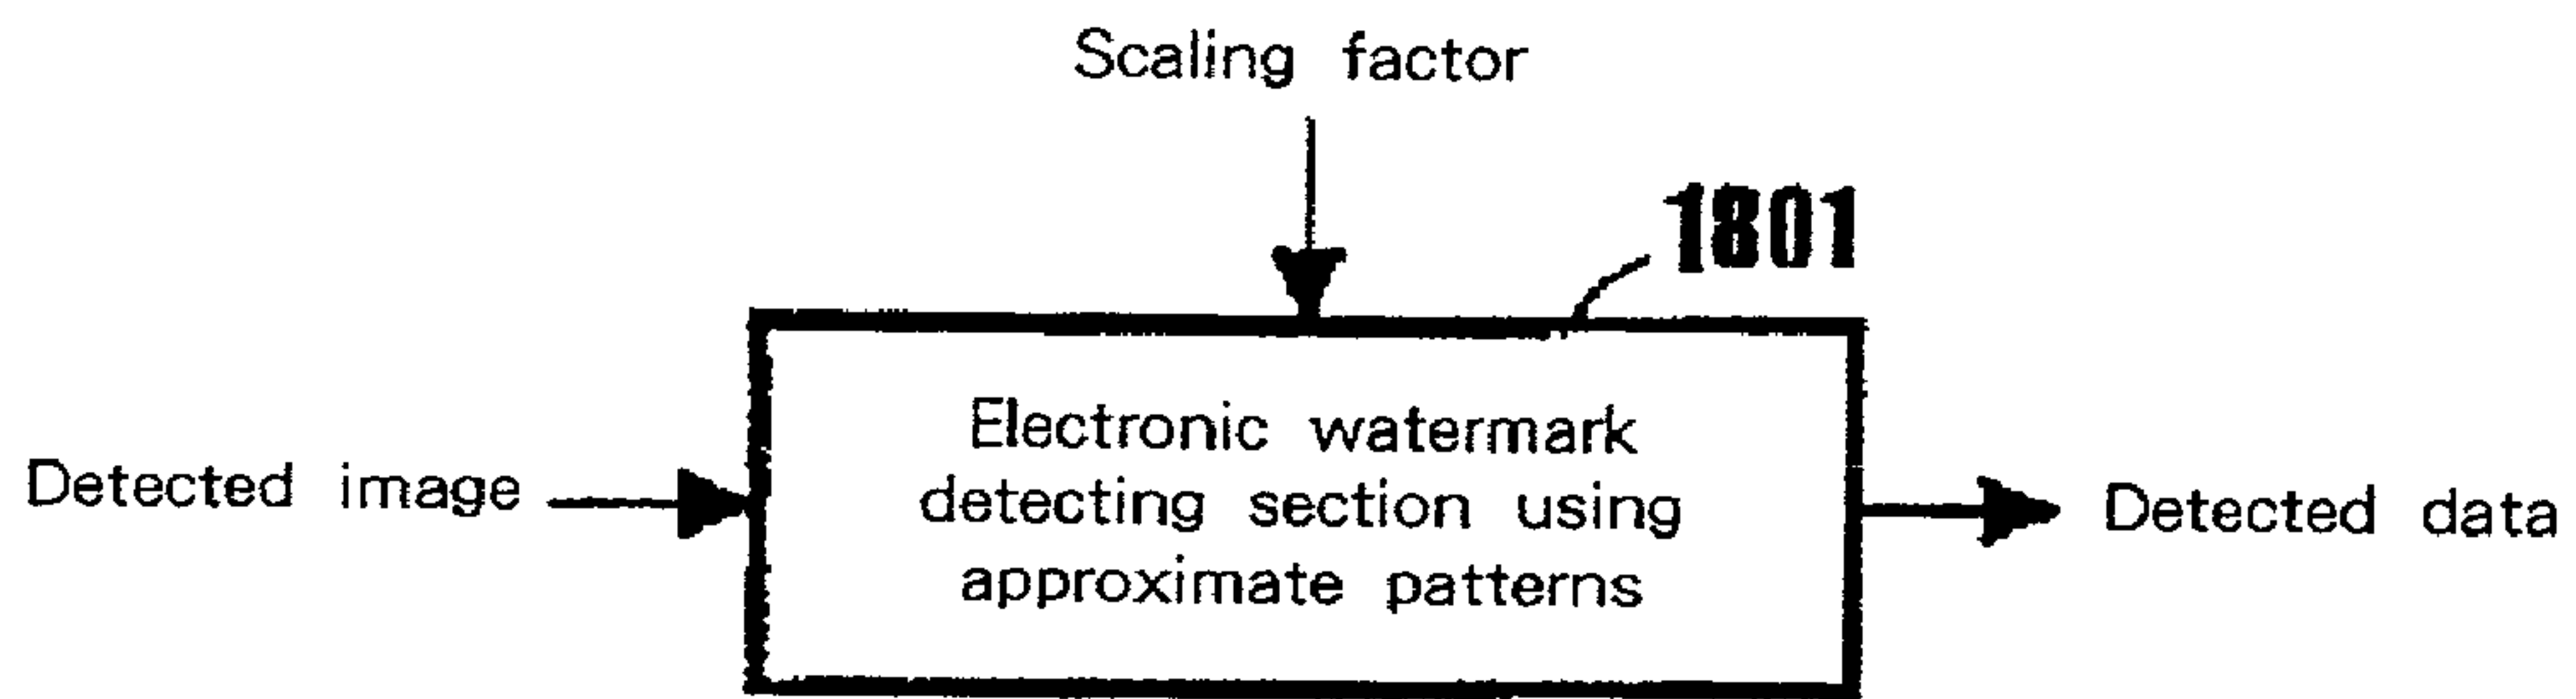 Scaling factor
1801
Electronic watermark
detecting section using
approximate patterns
Detected image
Detected data